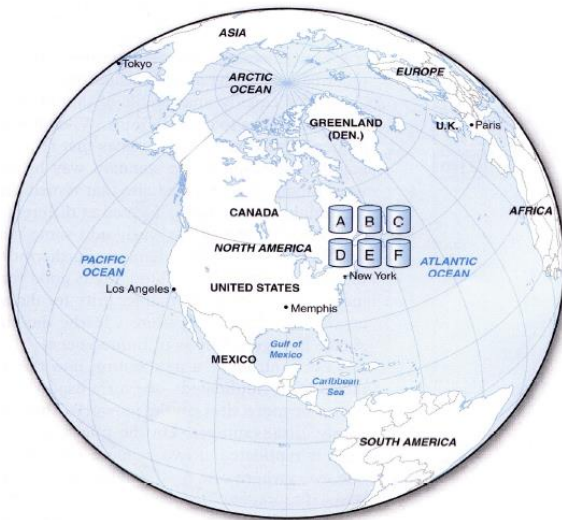 ASIA
Tokyo
ARCTIC
OCEAN
EUROPE
GREENLAND
(DEN.)
U.K.
Paris
A B C
CANADA
AFRICA
NORTH AMERICA
D E F
PACIFIC
OCEAN
ATLANTIC
OCEAN
New York
Los Angeles
UNITED STATES
Memphis
Gulf of
Mexico
MEXICO
Caribbean
Sea
SOUTH AMERICA